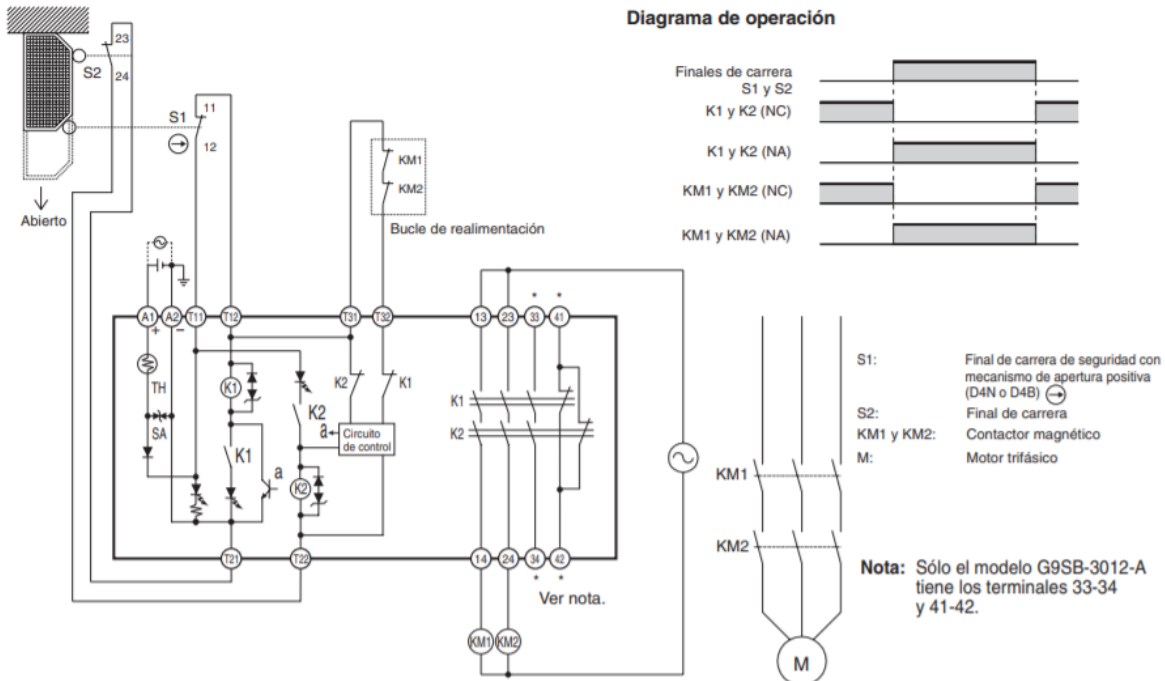 Diagrama de operación
Finales de carrera
S1 y S2
K1 y K2 (NC)
K1 y K2 (NA)
KM1 y KM2 (NC)
KM1 y KM2 (NA)
23
S2
24
S1
11
12
Abierto
KM1
KM2
Bucle de realimentación
A1
A2
T11
T12
T31
T32
13
23
33
41
*
*
+
−
TH
SA
K1
K1
a
K2
K2
K2
K1
a
Circuito
de control
K1
K2
T21
T22
14
24
34
42
*
*
Ver nota.
KM1
KM2
S1:
Final de carrera de seguridad con
mecanismo de apertura positiva
(D4N o D4B)
S2:
Final de carrera
KM1 y KM2:
Contactor magnético
M:
Motor trifásico
KM1
KM2
M
Nota: Sólo el modelo G9SB-3012-A
tiene los terminales 33-34
y 41-42.